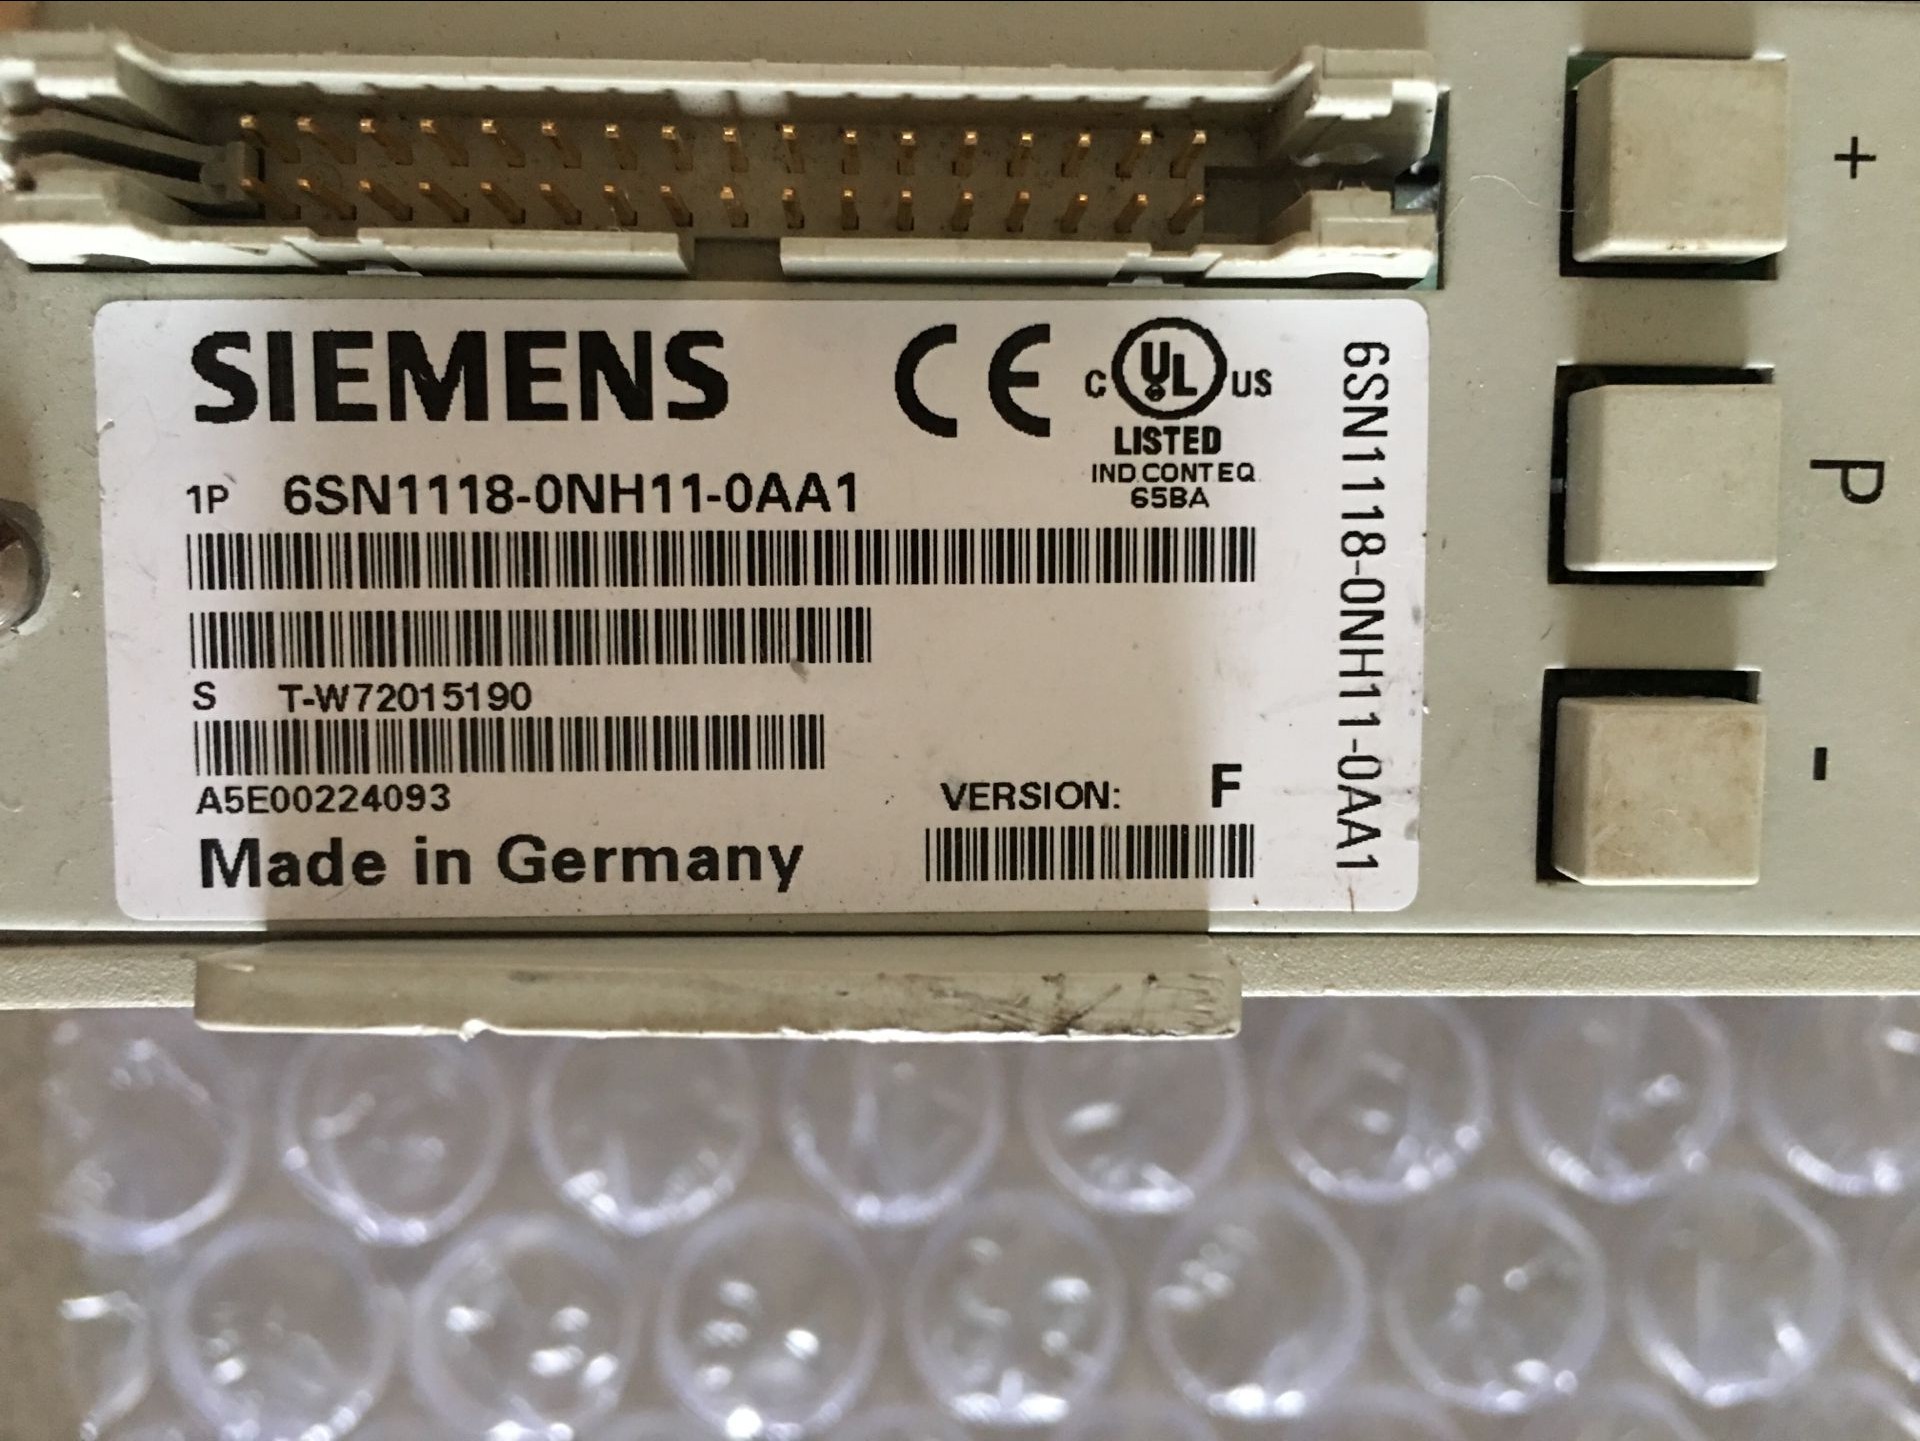 SIEMENS
CE
C UL US
LISTED
IND.CONT.EQ.
65BA
1P 6SN1118-0NH11-0AA1
S T-W72015190
A5E00224093
VERSION: F
Made in Germany
6SN1118-0NH11-0AA1
+
P
-